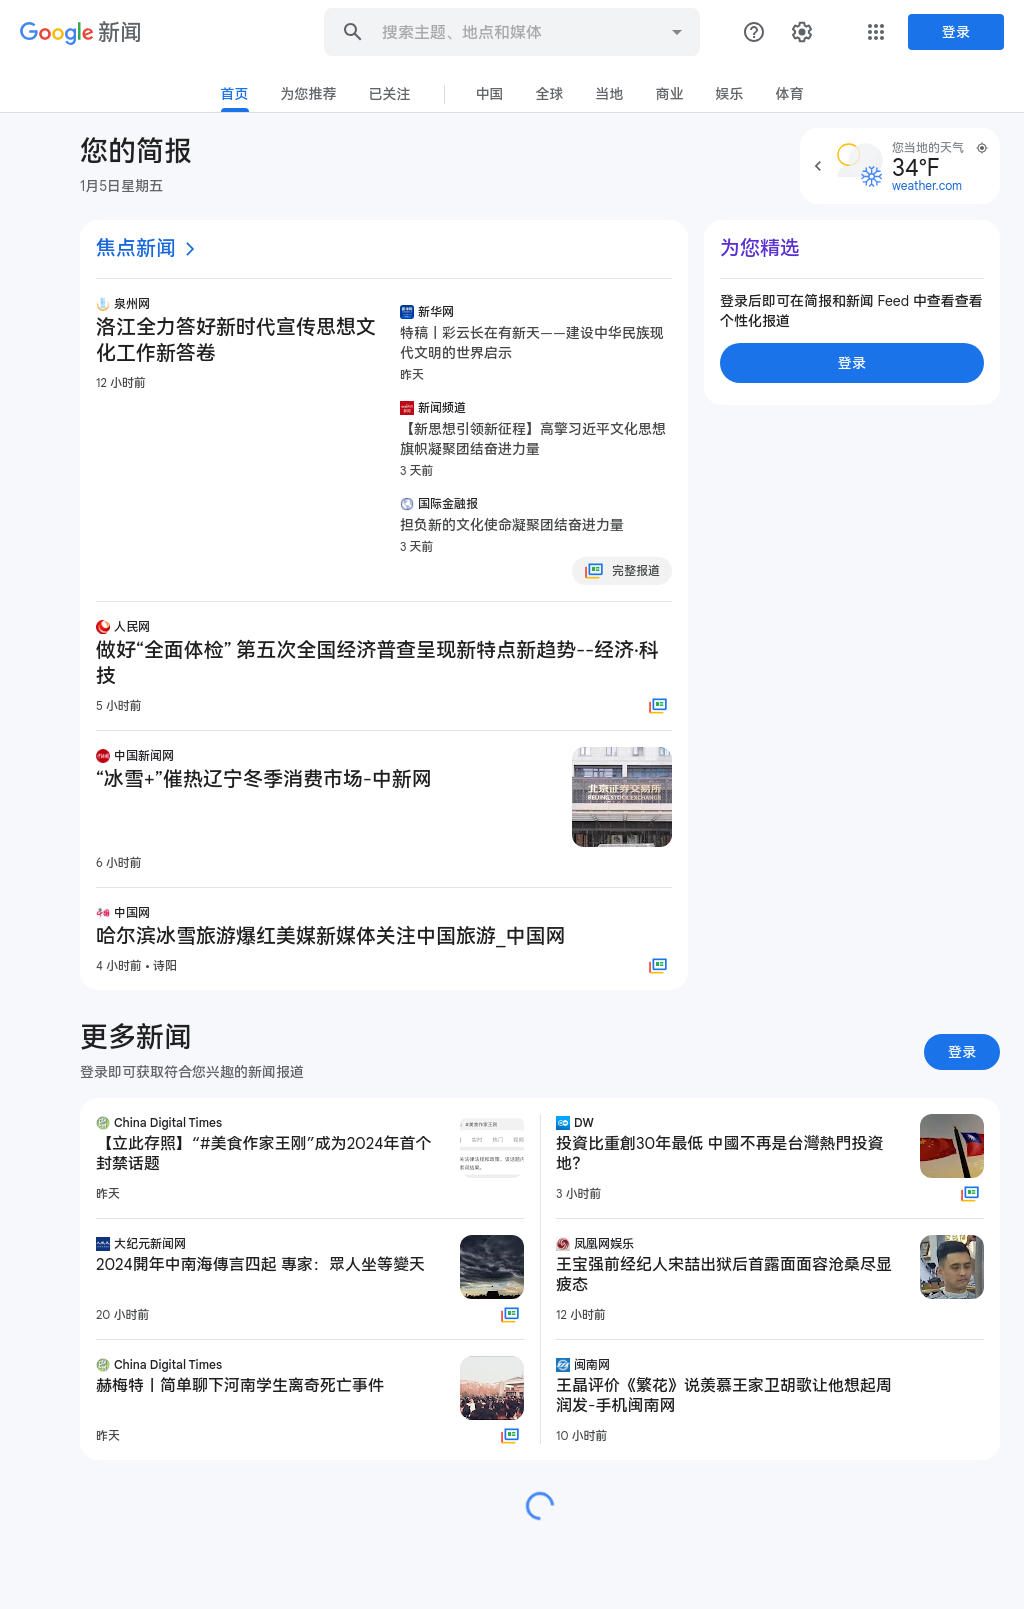 Google 新闻
搜索主题、地点和媒体
登录
首页
为您推荐
已关注
中国
全球
当地
商业
娱乐
体育
您的简报
1月5日星期五
您当地的天气
34°F
weather.com
焦点新闻
泉州网
洛江全力答好新时代宣传思想文
化工作新答卷
12 小时前
新华网
特稿丨彩云长在有新天——建设中华民族现
代文明的世界启示
昨天
新闻频道
【新思想引领新征程】高擎习近平文化思想
旗帜凝聚团结奋进力量
3 天前
国际金融报
担负新的文化使命凝聚团结奋进力量
3 天前
完整报道
人民网
做好“全面体检” 第五次全国经济普查呈现新特点新趋势--经济·科
技
5 小时前
中国新闻网
“冰雪+”催热辽宁冬季消费市场-中新网
北京证券交易所
BEIJING STOCK EXCHANGE
6 小时前
中国网
哈尔滨冰雪旅游爆红美媒新媒体关注中国旅游_中国网
4 小时前 • 诗阳
为您精选
登录后即可在简报和新闻 Feed 中查看查看
个性化报道
登录
更多新闻
登录即可获取符合您兴趣的新闻报道
登录
China Digital Times
【立此存照】“#美食作家王刚”成为2024年首个
封禁话题
昨天
#美食作家王刚
实时
热门
大纪元新闻网
2024開年中南海傳言四起 專家：眾人坐等變天
20 小时前
China Digital Times
赫梅特丨简单聊下河南学生离奇死亡事件
昨天
DW
投資比重創30年最低 中國不再是台灣熱門投資
地？
3 小时前
凤凰网娱乐
王宝强前经纪人宋喆出狱后首露面面容沧桑尽显
疲态
12 小时前
闽南网
王晶评价《繁花》说羡慕王家卫胡歌让他想起周
润发-手机闽南网
10 小时前